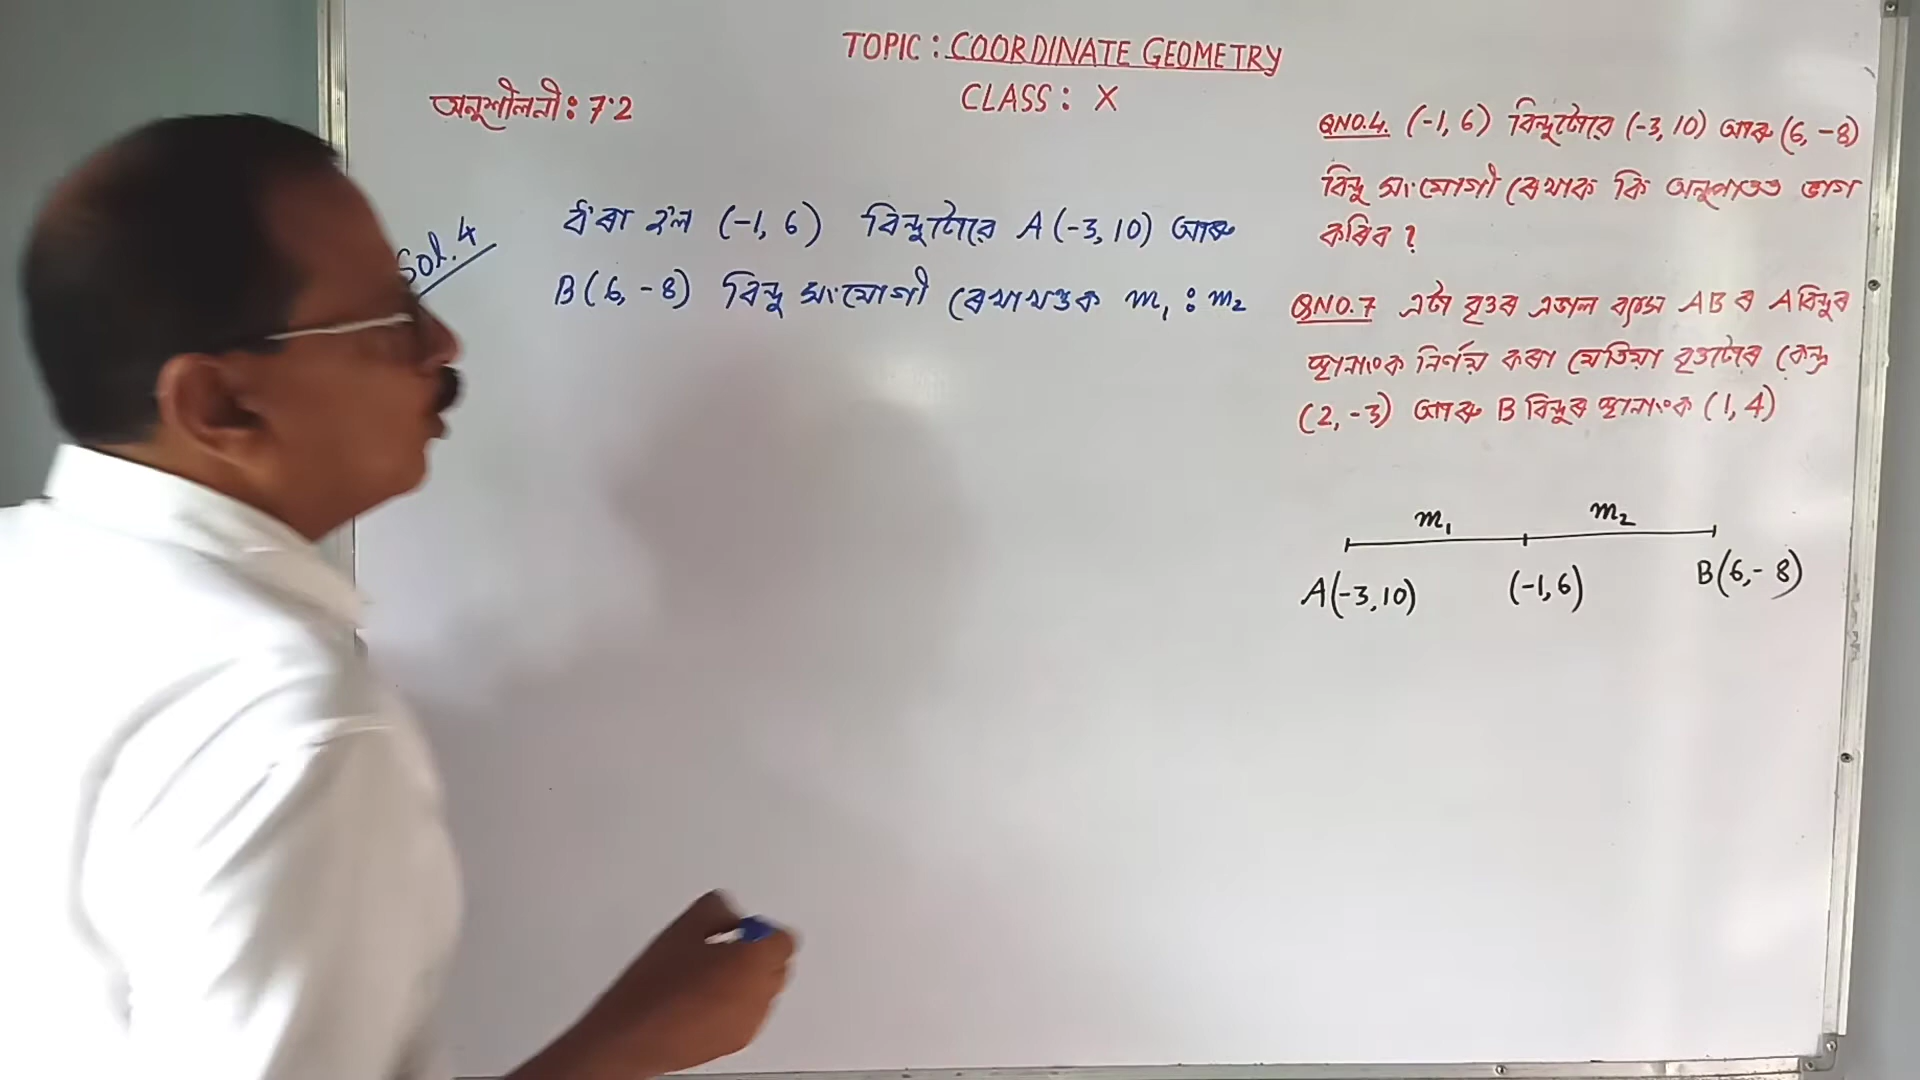 TOPIC : COORDINATE GEOMETRY
CLASS : X
অনুশীলনী : 7.2
Sol. 4
ধৰা হ'ল (-1, 6) বিন্দুটোৱে A (-3, 10) আৰু
B (6, -8) বিন্দু সংযোগী ৰেখাখণ্ডক m₁ : m₂
QNO.4. (-1, 6) বিন্দুটোৱে (-3, 10) আৰু (6, -8)
বিন্দু সংযোগী ৰেখাক কি অনুপাতত ভাগ
কৰিব ?
QNO.7 এটা বৃত্তৰ এডাল ব্যাস AB ৰ A বিন্দুৰ
স্থানাংক নিৰ্ণয় কৰা যেতিয়া বৃত্তটোৰ কেন্দ্ৰ
(2, -3) আৰু B বিন্দুৰ স্থানাংক (1, 4)
m₁ m₂
A(-3, 10) (-1, 6) B(6, -8)